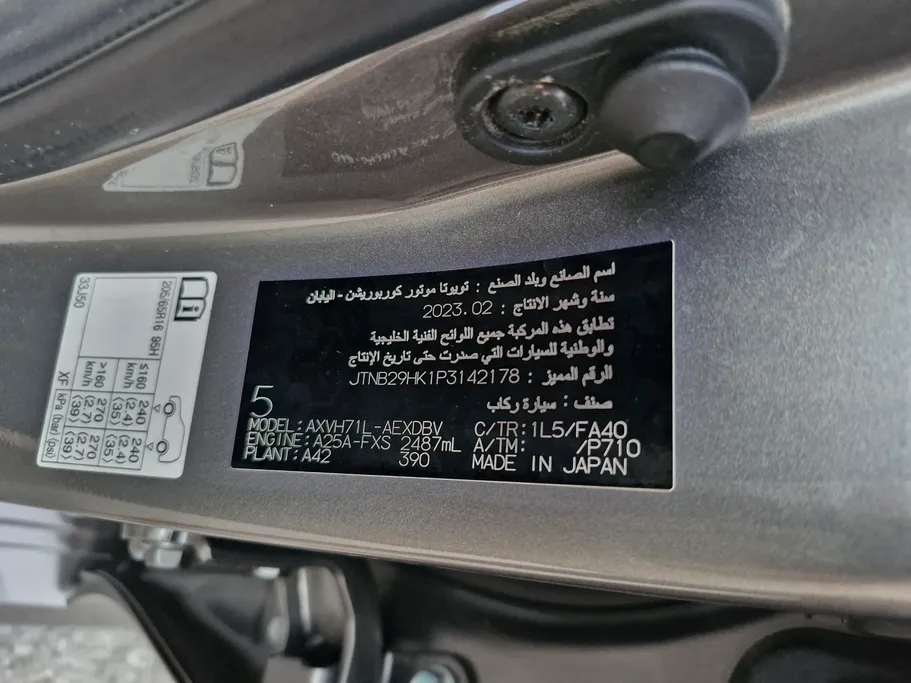 اسم الصانع وبلد الصنع : تويوتا موتور كوربوريشن - اليابان
سنة وشهر الانتاج : 2023.02
تطابق هذه المركبة جميع اللوائح الفنية الخليجية
والوطنية للسيارات التي صدرت حتى تاريخ الإنتاج
الرقم المميز : JTNB29HK1P3142178
صنف : سيارة ركاب
5
MODEL: AXVH71L-AEXDBV C/TR: 1L5/FA40
ENGINE: A25A-FXS 2487mL A/TM: /P710
PLANT: A42 390 MADE IN JAPAN
205/65R16 95H
33J50
≤160 km/h
>160 km/h
240 (2.4) (35)
270 (2.7) (39)
240 (2.4) (35)
270 (2.7) (39)
XF
kPa (bar) (psi)